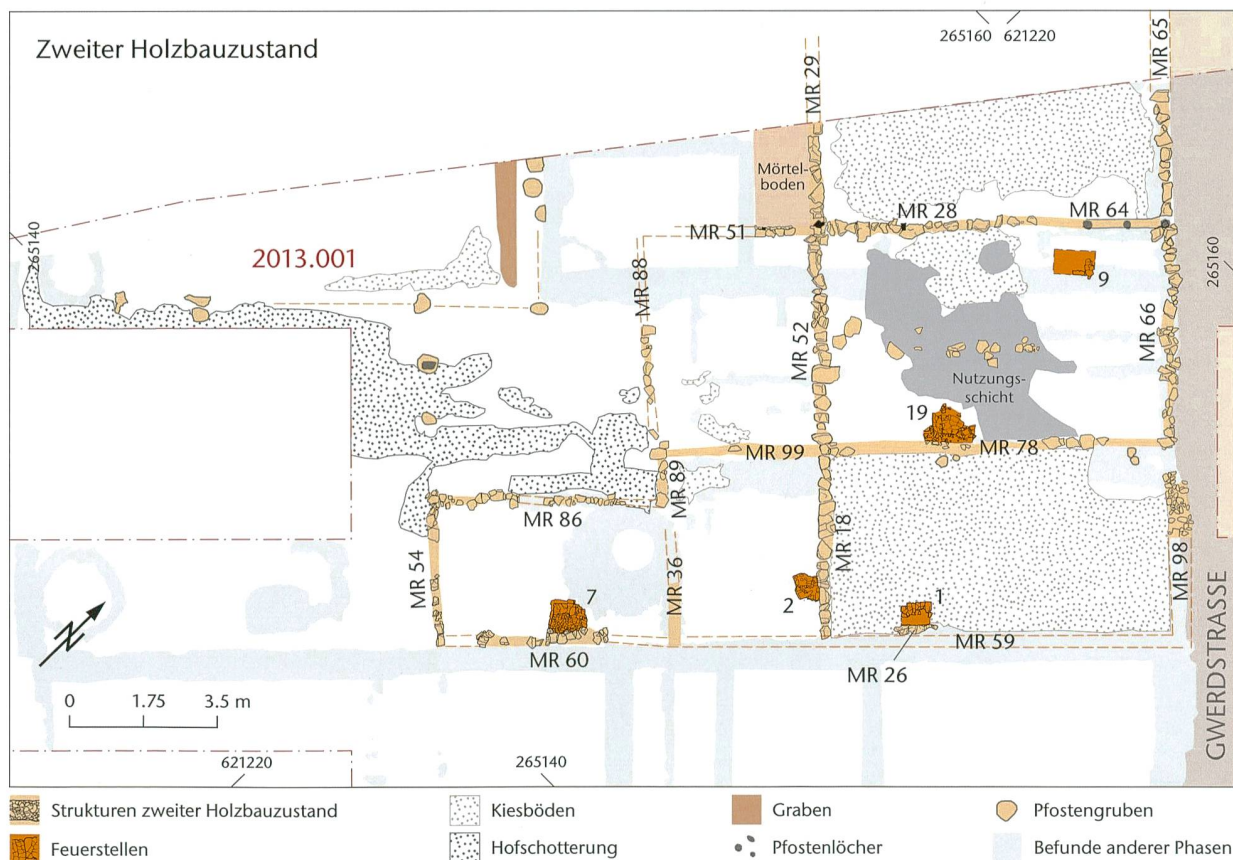 Zweiter Holzbauzustand
265160 621220
MR 29
MR 65
Mörtel-
boden
265140
2013.001
MR 51
MR 28
MR 64
MR 88
9
265160
MR 52
MR 66
Nutzungs-
schicht
19
MR 99
MR 78
MR 89
MR 86
MR 54
MR 36
MR 18
MR 98
7
2
1
MR 60
MR 59
MR 26
N
0 1.75 3.5 m
GWERDSTRASSE
621220
265140
Strukturen zweiter Holzbauzustand
Kiesböden
Graben
Pfostengruben
Feuerstellen
Hofschotterung
Pfostenlöcher
Befunde anderer Phasen